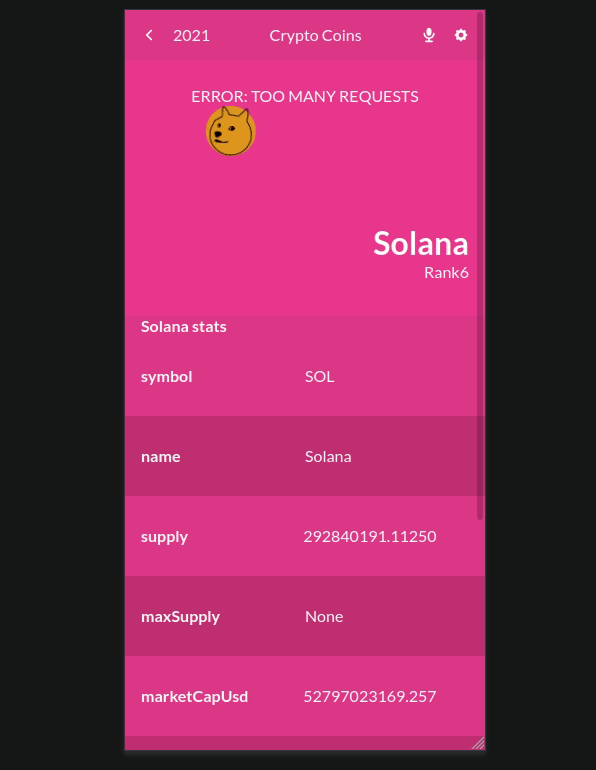 2021 Crypto Coins
ERROR: TOO MANY REQUESTS
Solana
Rank6
Solana stats
symbol SOL
name Solana
supply 292840191.11250
maxSupply None
marketCapUsd 52797023169.257